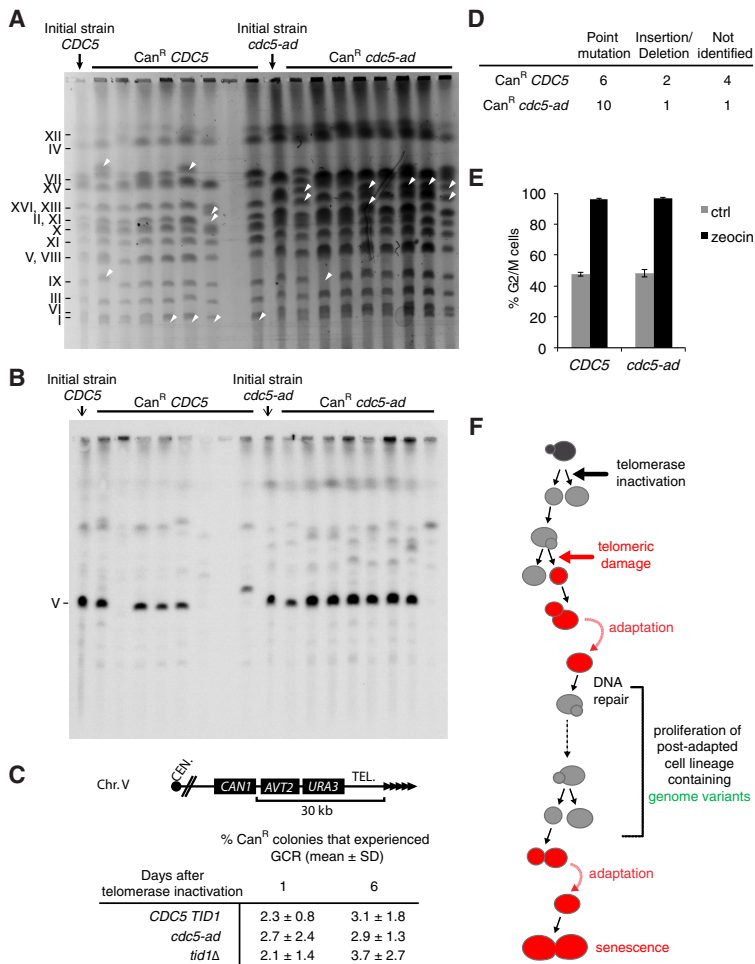 A
Initial strain
CDC5
Can^R CDC5
Initial strain
cdc5-ad
Can^R cdc5-ad
XII
IV
VII
XV
XVI, XIII
II, XI
X
XI
V, VIII
IX
III
VI
I
B
Initial strain
CDC5
Can^R CDC5
Initial strain
cdc5-ad
Can^R cdc5-ad
V
C
Chr. V
CEN.
CAN1
AVT2
URA3
TEL.
30 kb
% Can^R colonies that experienced
GCR (mean ± SD)
Days after
telomerase inactivation 1 6
CDC5 TID1 2.3 ± 0.8 3.1 ± 1.8
cdc5-ad 2.7 ± 2.4 2.9 ± 1.3
tid1Δ 2.1 ± 1.4 3.7 ± 2.7
D
Point
mutation
Insertion/
Deletion
Not
identified
Can^R CDC5 6 2 4
Can^R cdc5-ad 10 1 1
E
% G2/M cells
100
80
60
40
20
0
CDC5
cdc5-ad
ctrl
zeocin
F
telomerase
inactivation
telomeric
damage
adaptation
DNA
repair
proliferation of
post-adapted
cell lineage
containing
genome variants
adaptation
senescence